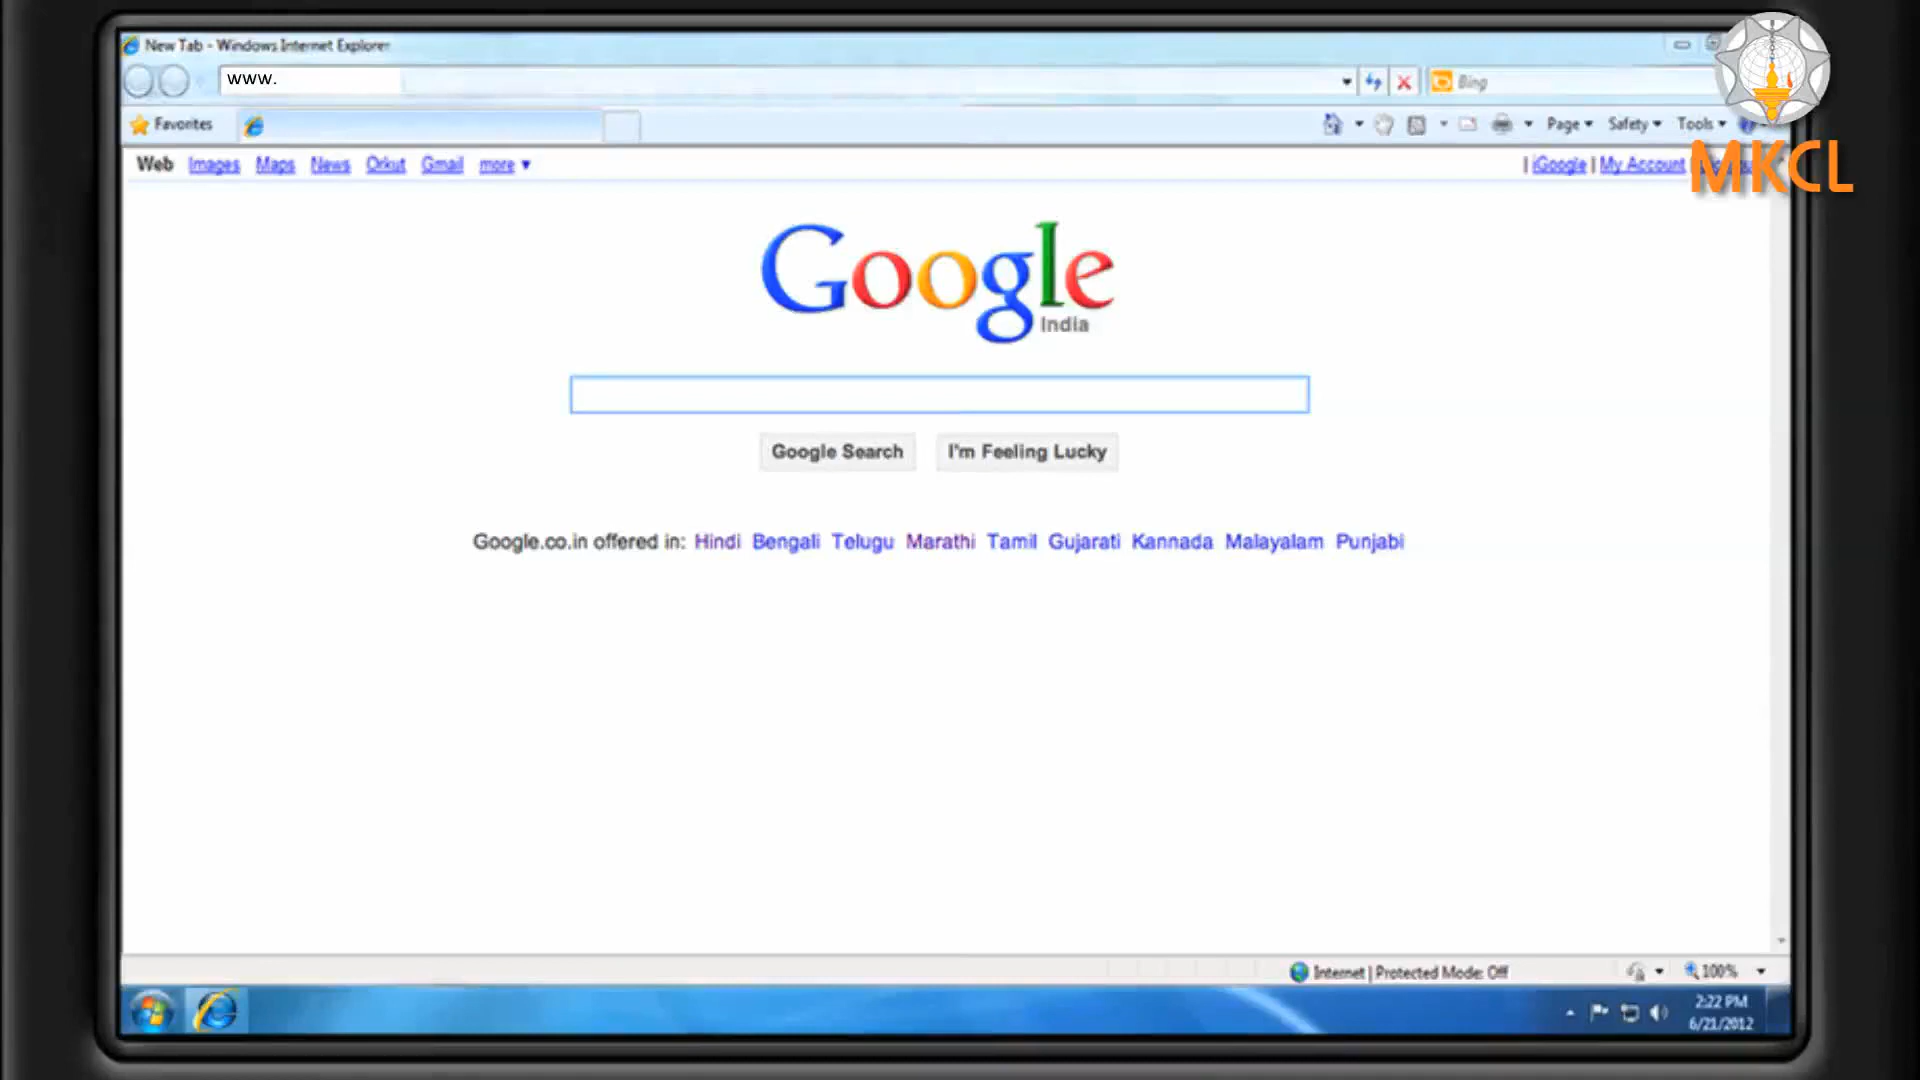 New Tab - Windows Internet Explorer
www.
Bing
Favorites
Page Safety Tools
Web Images Maps News Orkut Gmail more
| iGoogle | My Account |
MKCL
Google
India
Google Search I'm Feeling Lucky
Google.co.in offered in: Hindi Bengali Telugu Marathi Tamil Gujarati Kannada Malayalam Punjabi
Internet | Protected Mode: Off
100%
2:22 PM
6/21/2012